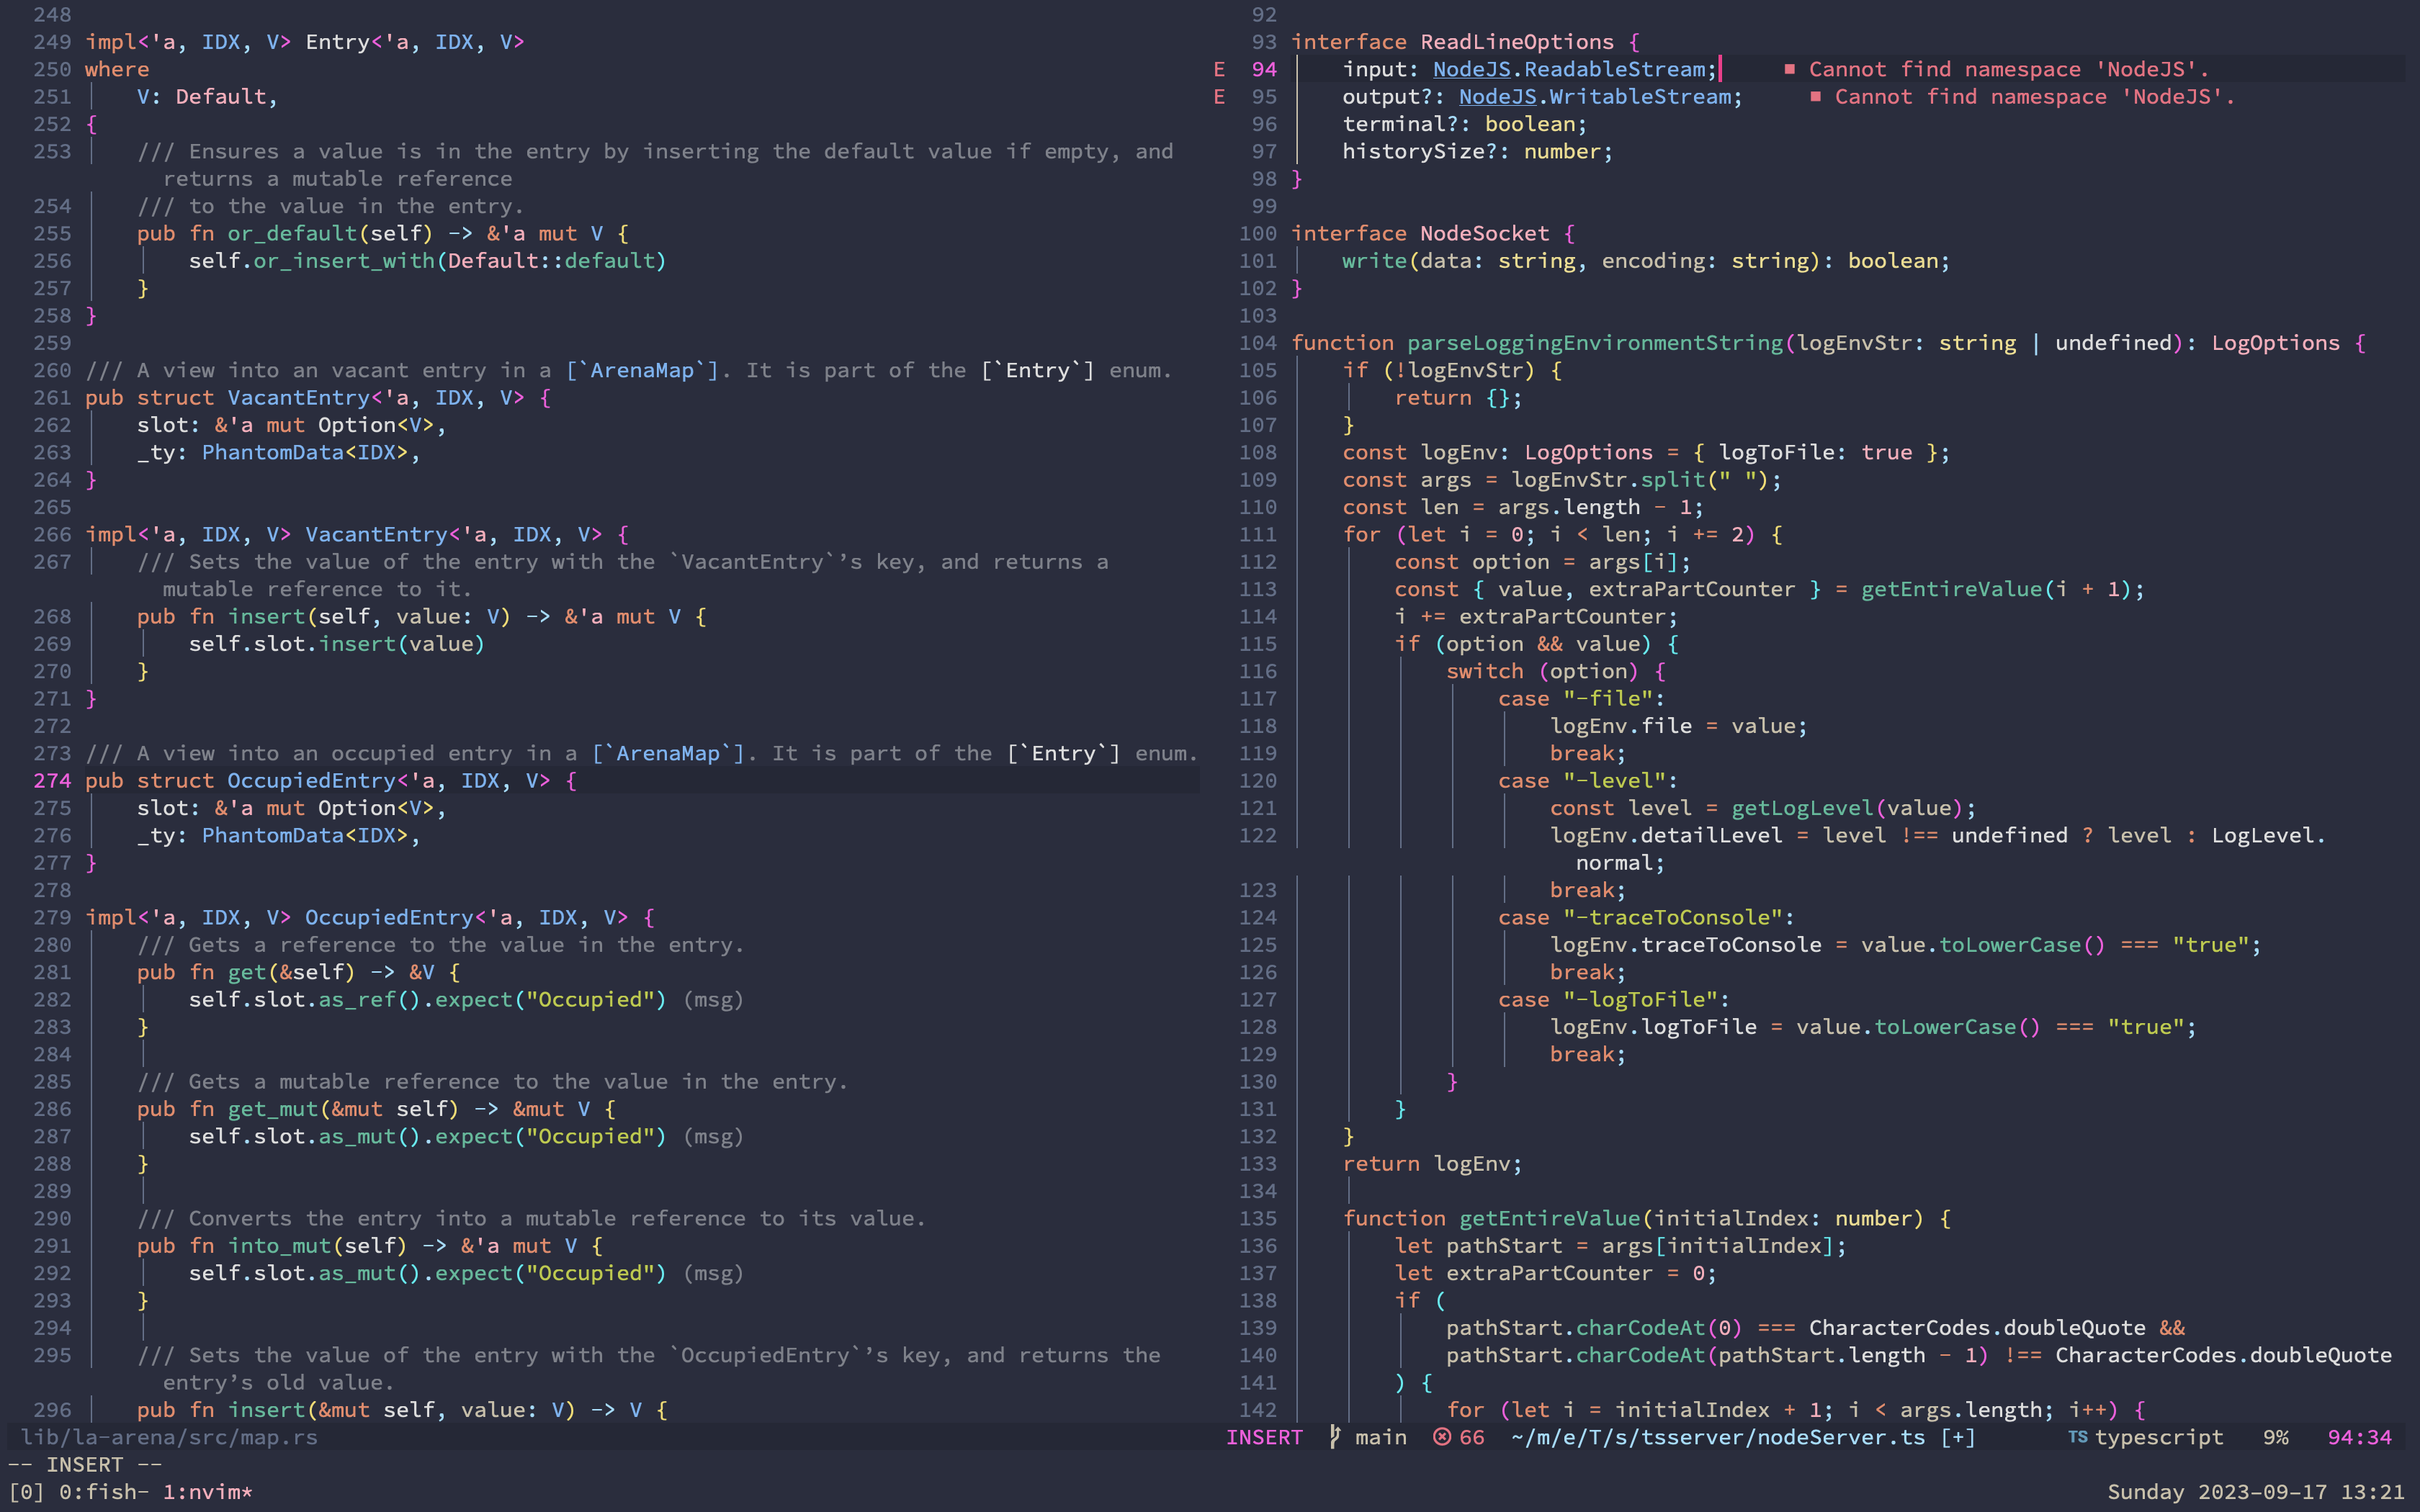 248
249 impl<'a, IDX, V> Entry<'a, IDX, V>
250 where
251     V: Default,
252 {
253     /// Ensures a value is in the entry by inserting the default value if empty, and
      returns a mutable reference
254     /// to the value in the entry.
255     pub fn or_default(self) -> &'a mut V {
256         self.or_insert_with(Default::default)
257     }
258 }
259
260 /// A view into an vacant entry in a [`ArenaMap`]. It is part of the [`Entry`] enum.
261 pub struct VacantEntry<'a, IDX, V> {
262     slot: &'a mut Option<V>,
263     _ty: PhantomData<IDX>,
264 }
265
266 impl<'a, IDX, V> VacantEntry<'a, IDX, V> {
267     /// Sets the value of the entry with the `VacantEntry`’s key, and returns a
      mutable reference to it.
268     pub fn insert(self, value: V) -> &'a mut V {
269         self.slot.insert(value)
270     }
271 }
272
273 /// A view into an occupied entry in a [`ArenaMap`]. It is part of the [`Entry`] enum.
274 pub struct OccupiedEntry<'a, IDX, V> {
275     slot: &'a mut Option<V>,
276     _ty: PhantomData<IDX>,
277 }
278
279 impl<'a, IDX, V> OccupiedEntry<'a, IDX, V> {
280     /// Gets a reference to the value in the entry.
281     pub fn get(&self) -> &V {
282         self.slot.as_ref().expect("Occupied") (msg)
283     }
284
285     /// Gets a mutable reference to the value in the entry.
286     pub fn get_mut(&mut self) -> &mut V {
287         self.slot.as_mut().expect("Occupied") (msg)
288     }
289
290     /// Converts the entry into a mutable reference to its value.
291     pub fn into_mut(self) -> &'a mut V {
292         self.slot.as_mut().expect("Occupied") (msg)
293     }
294
295     /// Sets the value of the entry with the `OccupiedEntry`’s key, and returns the
      entry’s old value.
296     pub fn insert(&mut self, value: V) -> V {
lib/la-arena/src/map.rs
92
93 interface ReadLineOptions {
E 94     input: NodeJS.ReadableStream; ■ Cannot find namespace 'NodeJS'.
E 95     output?: NodeJS.WritableStream; ■ Cannot find namespace 'NodeJS'.
96     terminal?: boolean;
97     historySize?: number;
98 }
99
100 interface NodeSocket {
101     write(data: string, encoding: string): boolean;
102 }
103
104 function parseLoggingEnvironmentString(logEnvStr: string | undefined): LogOptions {
105     if (!logEnvStr) {
106         return {};
107     }
108     const logEnv: LogOptions = { logToFile: true };
109     const args = logEnvStr.split(" ");
110     const len = args.length - 1;
111     for (let i = 0; i < len; i += 2) {
112         const option = args[i];
113         const { value, extraPartCounter } = getEntireValue(i + 1);
114         i += extraPartCounter;
115         if (option && value) {
116             switch (option) {
117                 case "-file":
118                     logEnv.file = value;
119                     break;
120                 case "-level":
121                     const level = getLogLevel(value);
122                     logEnv.detailLevel = level !== undefined ? level : LogLevel.
                      normal;
123                     break;
124                 case "-traceToConsole":
125                     logEnv.traceToConsole = value.toLowerCase() === "true";
126                     break;
127                 case "-logToFile":
128                     logEnv.logToFile = value.toLowerCase() === "true";
129                     break;
130             }
131         }
132     }
133     return logEnv;
134
135     function getEntireValue(initialIndex: number) {
136         let pathStart = args[initialIndex];
137         let extraPartCounter = 0;
138         if (
139             pathStart.charCodeAt(0) === CharacterCodes.doubleQuote &&
140             pathStart.charCodeAt(pathStart.length - 1) !== CharacterCodes.doubleQuote
141         ) {
142             for (let i = initialIndex + 1; i < args.length; i++) {
INSERT main 66 ~/m/e/T/s/tsserver/nodeServer.ts [+] TS typescript 9% 94:34
-- INSERT --
[0] 0:fish- 1:nvim* Sunday 2023-09-17 13:21